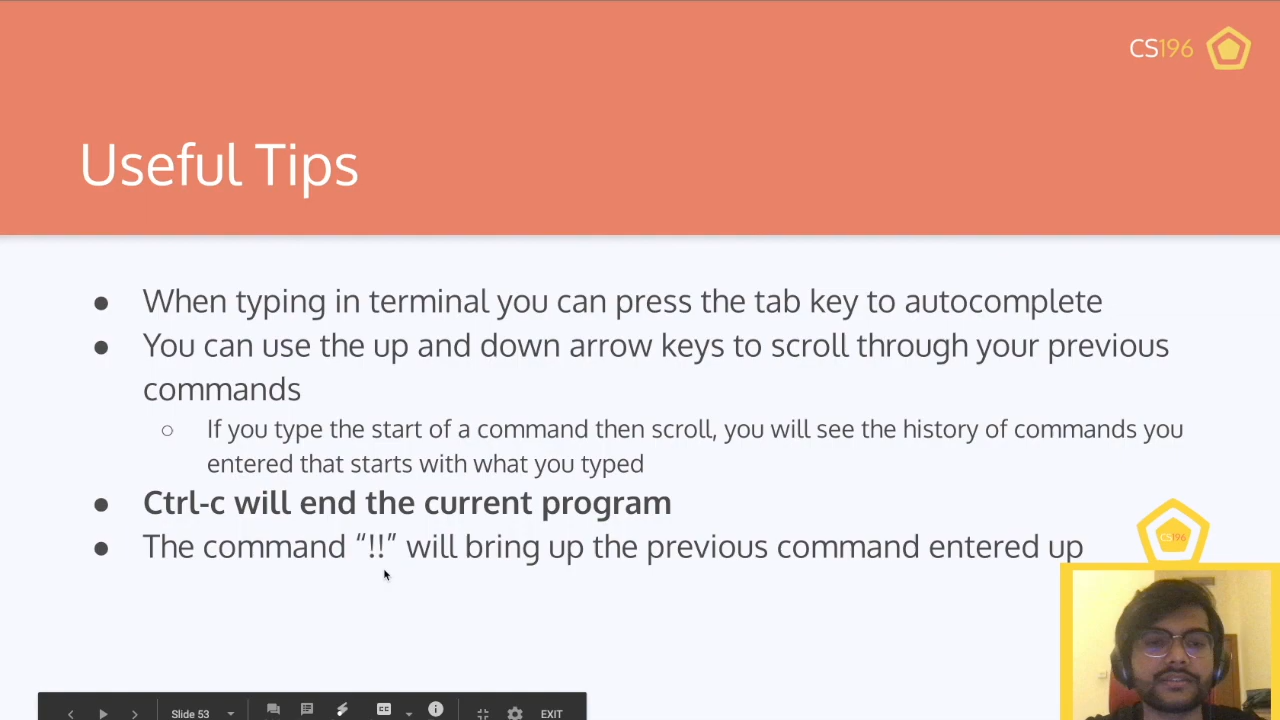 CS196
Useful Tips
● When typing in terminal you can press the tab key to autocomplete
● You can use the up and down arrow keys to scroll through your previous
commands
○ If you type the start of a command then scroll, you will see the history of commands you
entered that starts with what you typed
● Ctrl-c will end the current program
● The command “!!” will bring up the previous command entered up
CS196
Slide 53
CC
EXIT